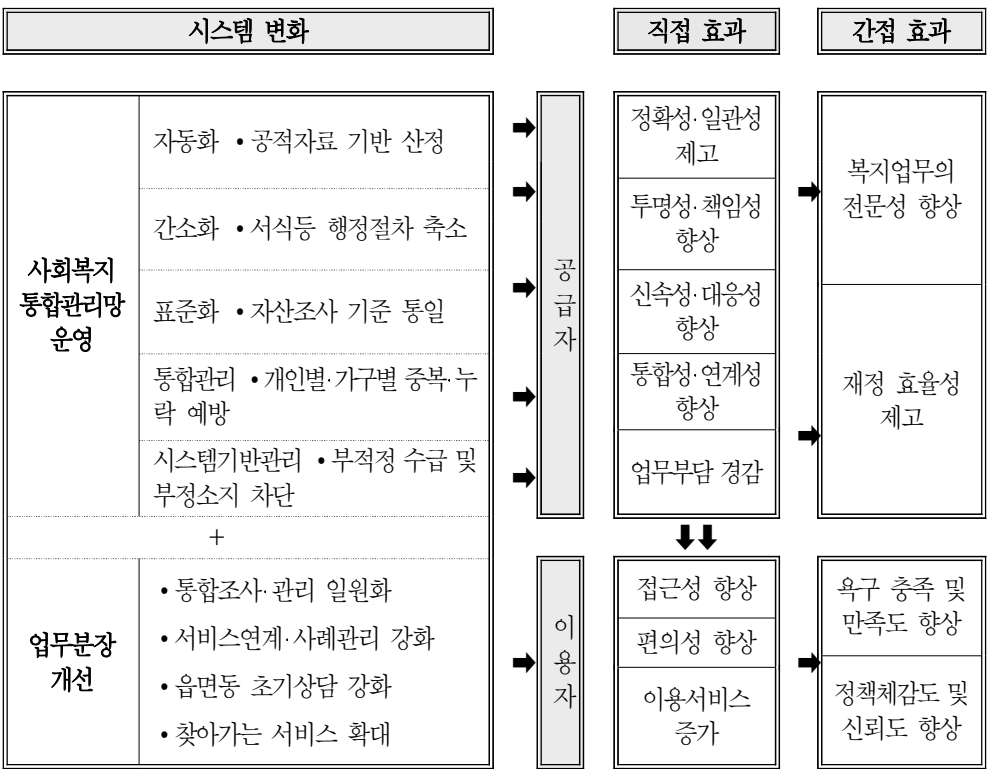 시스템 변화
직접 효과
간접 효과
사회복지
통합관리망
운영
자동화 •공적자료 기반 산정
간소화 •서식등 행정절차 축소
표준화 •자산조사 기준 통일
통합관리 •개인별·가구별 중복·누
락 예방
시스템기반관리 •부적정 수급 및
부정소지 차단
공
급
자
정확성·일관성
제고
투명성·책임성
향상
신속성·대응성
향상
통합성·연계성
향상
업무부담 경감
복지업무의
전문성 향상
재정 효율성
제고
+
업무분장
개선
•통합조사·관리 일원화
•서비스연계·사례관리 강화
•읍면동 초기상담 강화
•찾아가는 서비스 확대
이
용
자
접근성 향상
편의성 향상
이용서비스
증가
욕구 충족 및
만족도 향상
정책체감도 및
신뢰도 향상